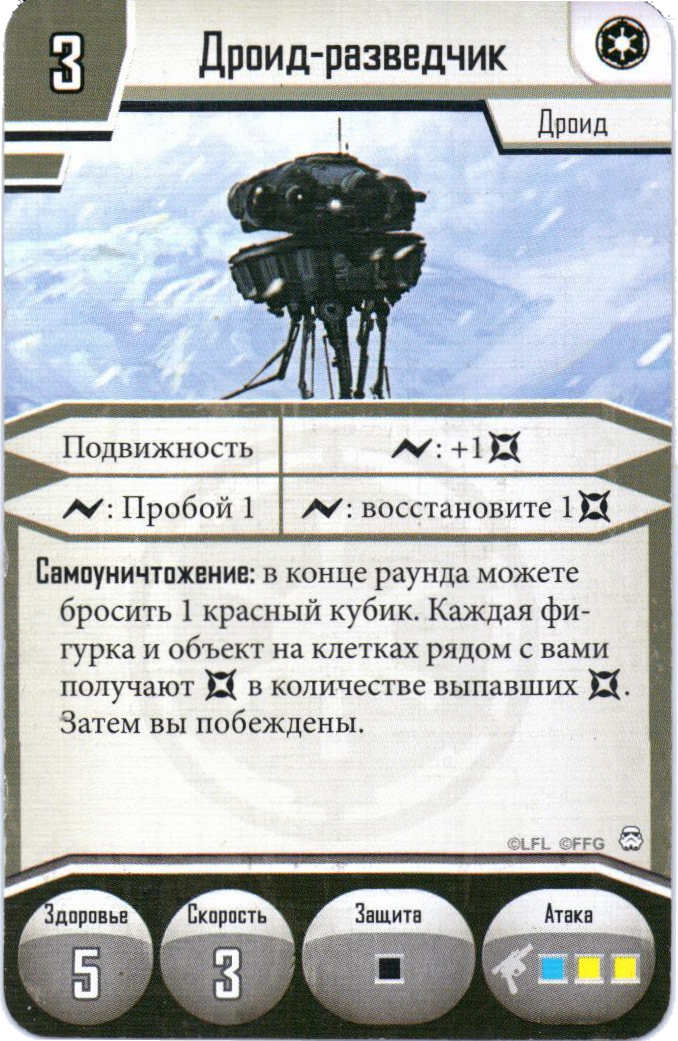 3
Дроид-разведчик
Дроид
Подвижность
: +1
: Пробой 1
: восстановите 1
Самоуничтожение: в конце раунда можете
бросить 1 красный кубик. Каждая фи-
гурка и объект на клетках рядом с вами
получают в количестве выпавших .
Затем вы побеждены.
©LFL ©FFG
Здоровье
5
Скорость
3
Защита
Атака